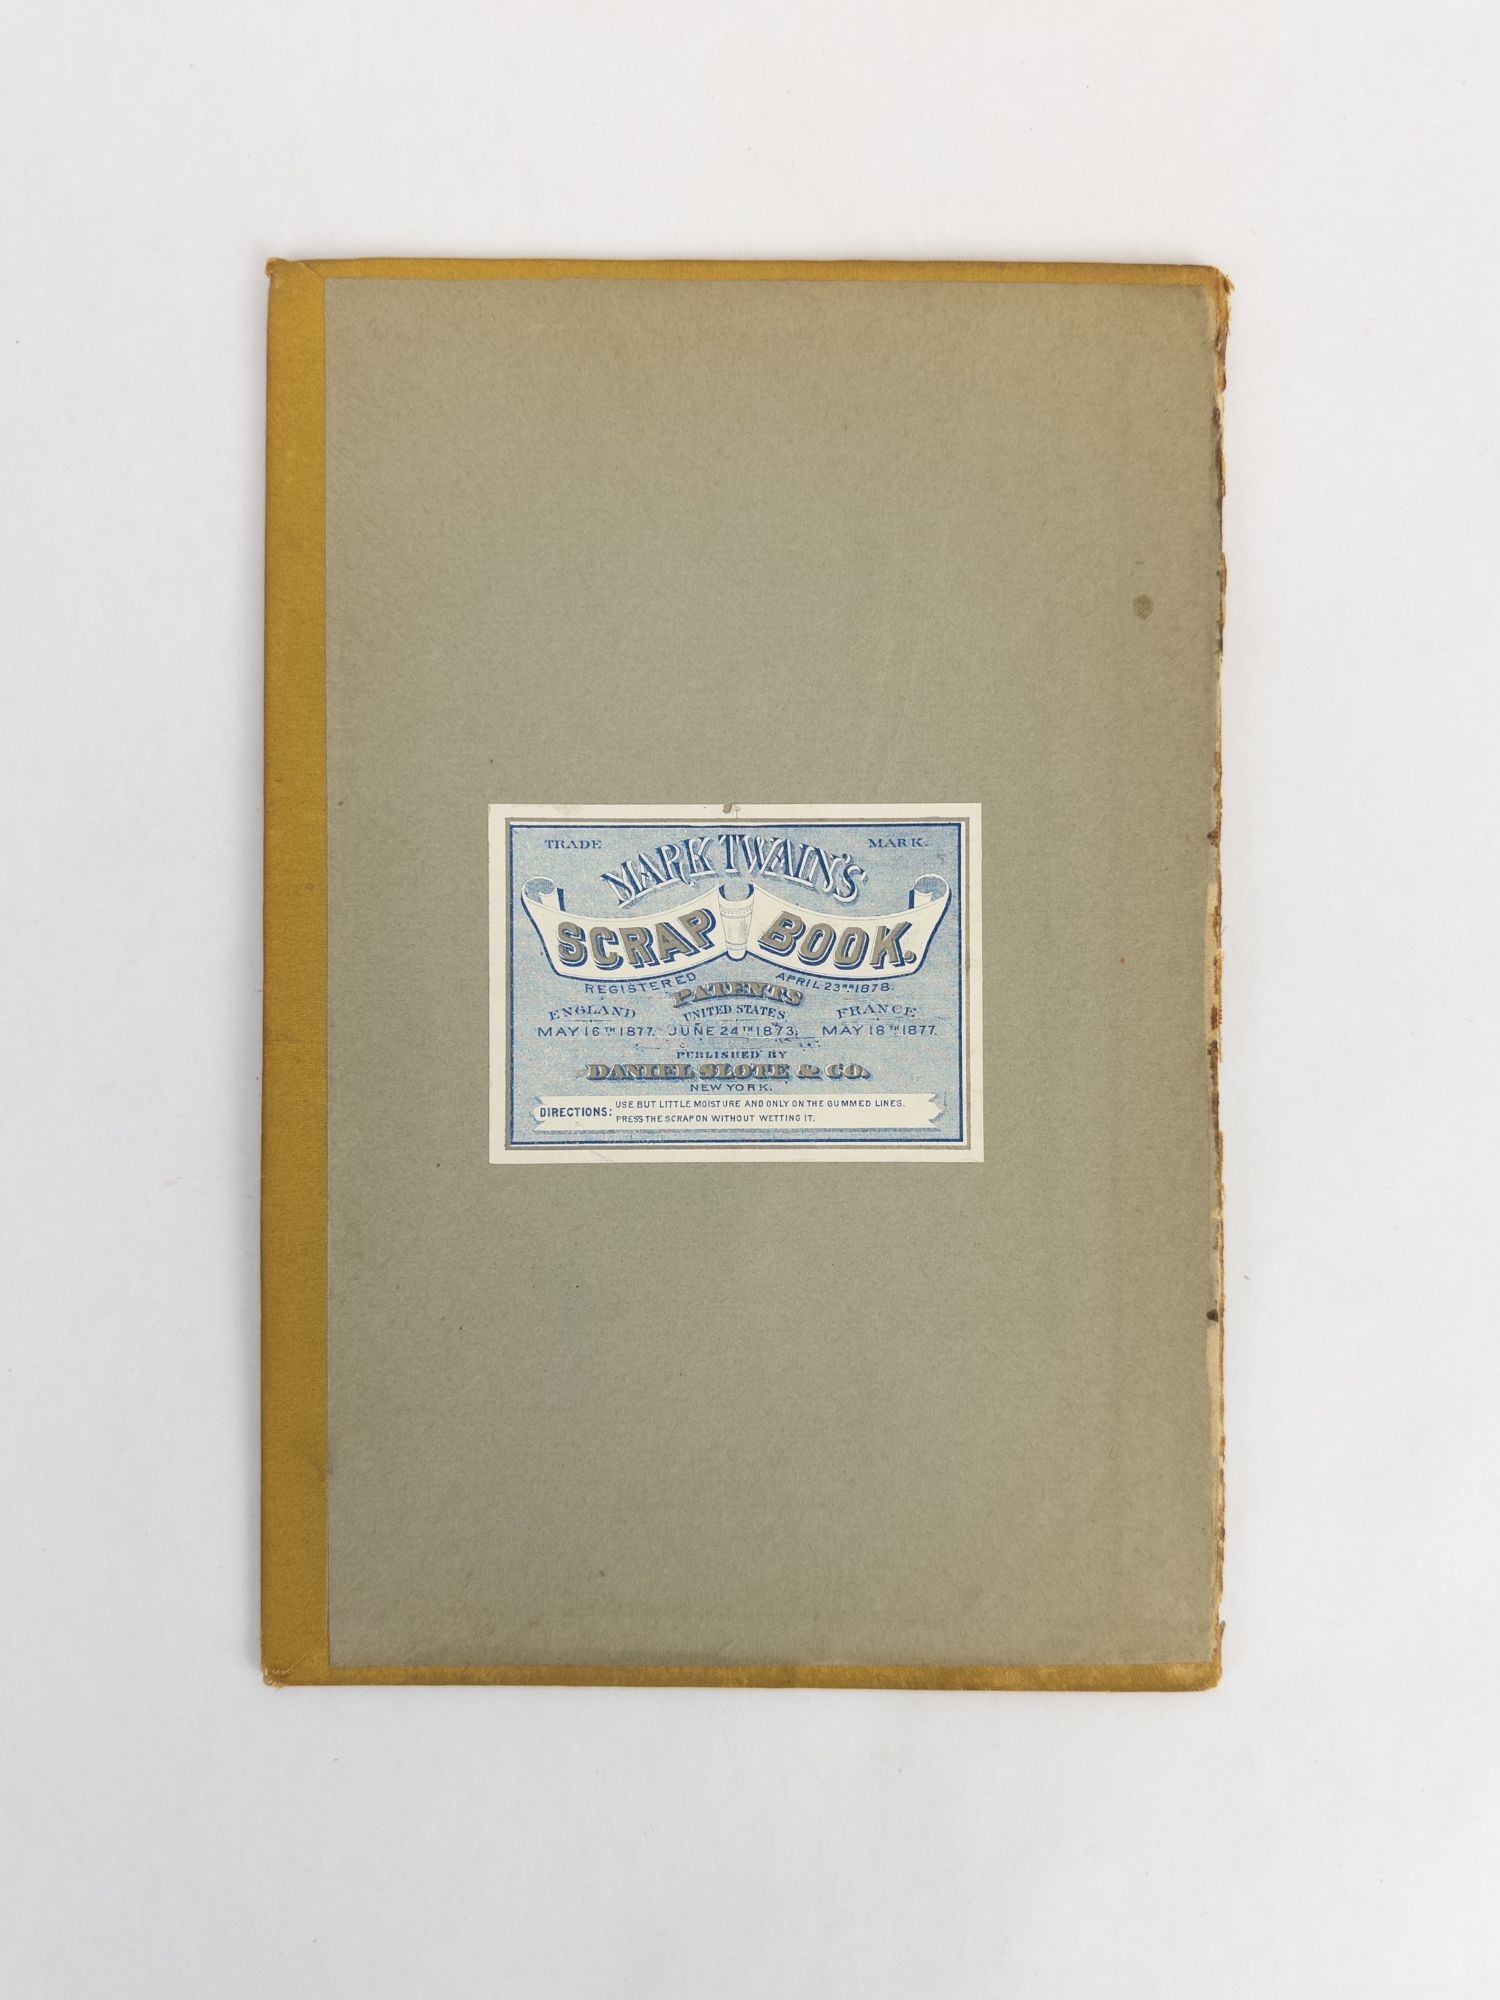 TRADE MARK.
MARK TWAIN'S
SCRAP BOOK.
REGISTERED APRIL 23RD 1878.
PATENTS
ENGLAND UNITED STATES FRANCE
MAY 16TH 1877. JUNE 24TH 1873. MAY 18TH 1877.
PUBLISHED BY
DANIEL SLOTE & CO.
NEW YORK.
DIRECTIONS: USE BUT LITTLE MOISTURE AND ONLY ON THE GUMMED LINES.
PRESS THE SCRAP ON WITHOUT WETTING IT.